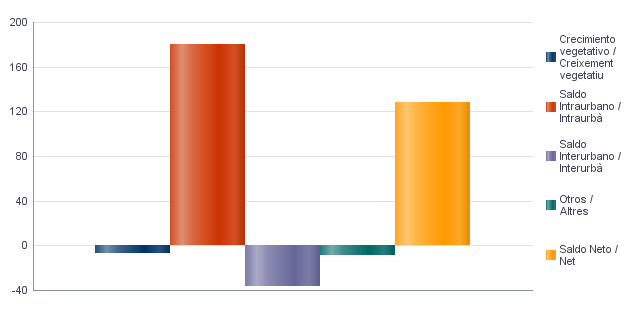 200
160
120
80
40
0
-40
Crecimiento
vegetativo /
Creixement
vegetatiu
Saldo
Intraurbano /
Intraurbà
Saldo
Interurbano /
Interurbà
Otros /
Altres
Saldo Neto /
Net